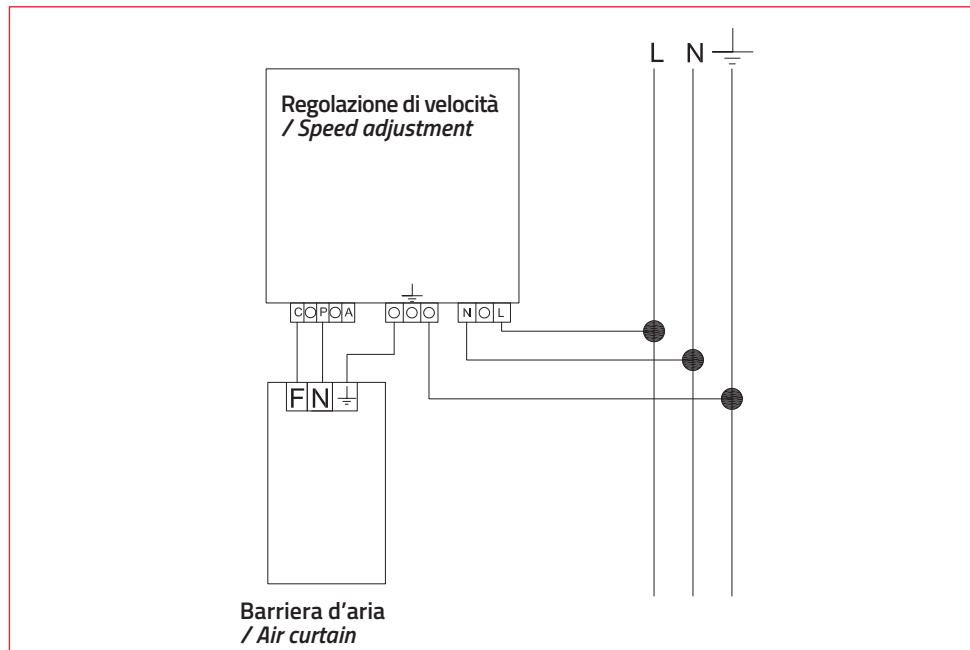 L N
Regolazione di velocità
/ Speed adjustment
C P A
N L
F N
Barriera d'aria
/ Air curtain